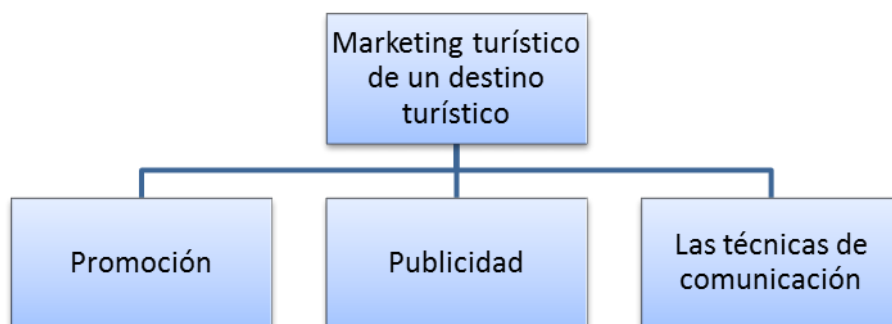 Marketing turístico
de un destino
turístico
Promoción
Publicidad
Las técnicas de
comunicación